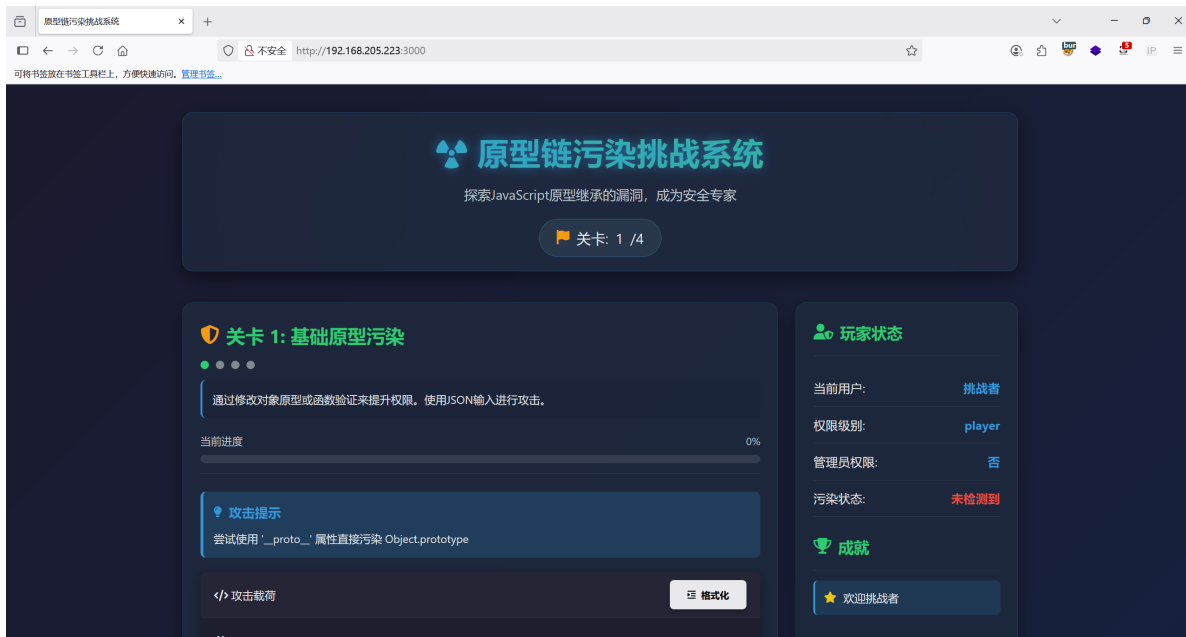 原型链污染挑战系统
不安全 http://192.168.205.223:3000
可将书签放在书签工具栏上，方便快速访问。管理书签...
bur
5
IP
原型链污染挑战系统
探索JavaScript原型继承的漏洞，成为安全专家
关卡: 1 /4
关卡 1: 基础原型污染
通过修改对象原型或函数验证来提升权限。使用JSON输入进行攻击。
当前进度 0%
攻击提示
尝试使用 '__proto__' 属性直接污染 Object.prototype
</> 攻击载荷
格式化
玩家状态
当前用户: 挑战者
权限级别: player
管理员权限: 否
污染状态: 未检测到
成就
欢迎挑战者